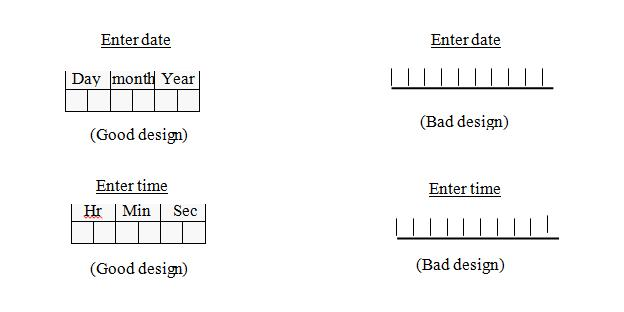 Enter date
Day month Year
(Good design)
Enter date
(Bad design)
Enter time
Hr Min Sec
(Good design)
Enter time
(Bad design)